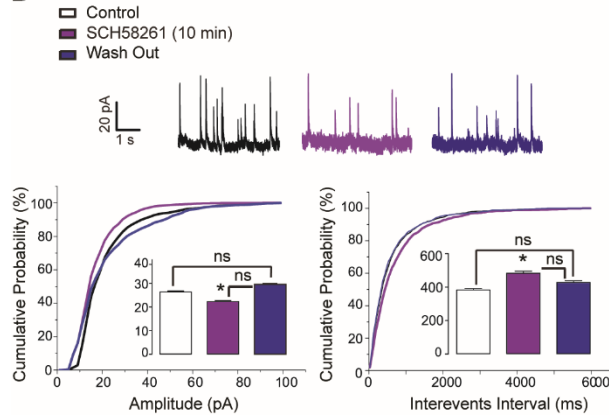 Control
SCH58261 (10 min)
Wash Out
20 pA
1 s
Cumulative Probability (%)
100
80
60
40
20
0
0 20 40 60 80 100
Amplitude (pA)
40
30
20
10
0
ns
* ns
Cumulative Probability (%)
100
80
60
40
20
0
0 2000 4000 6000
Interevents Interval (ms)
600
400
200
0
ns
* ns